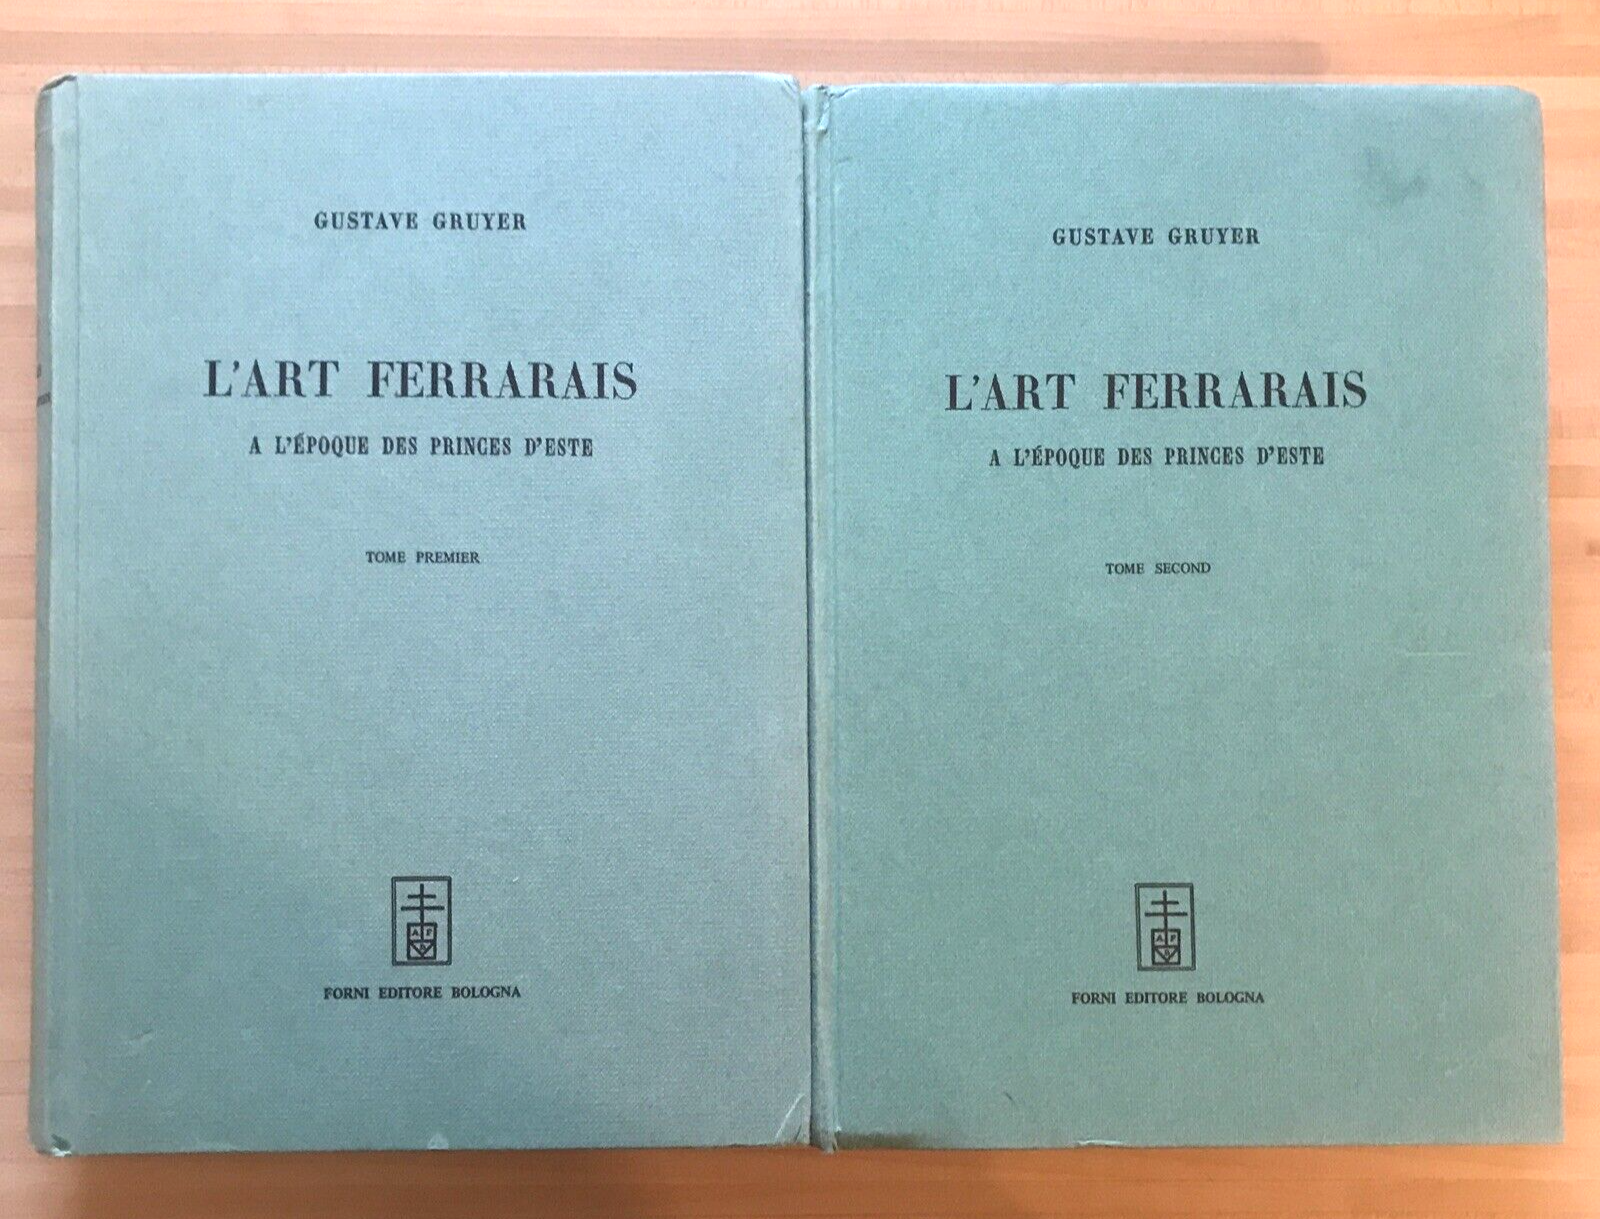 GUSTAVE GRUYER
L'ART FERRARAIS
A L'ÉPOQUE DES PRINCES D'ESTE
TOME PREMIER
A F
B
FORNI EDITORE BOLOGNA
GUSTAVE GRUYER
L'ART FERRARAIS
A L'ÉPOQUE DES PRINCES D'ESTE
TOME SECOND
A F
B
FORNI EDITORE BOLOGNA